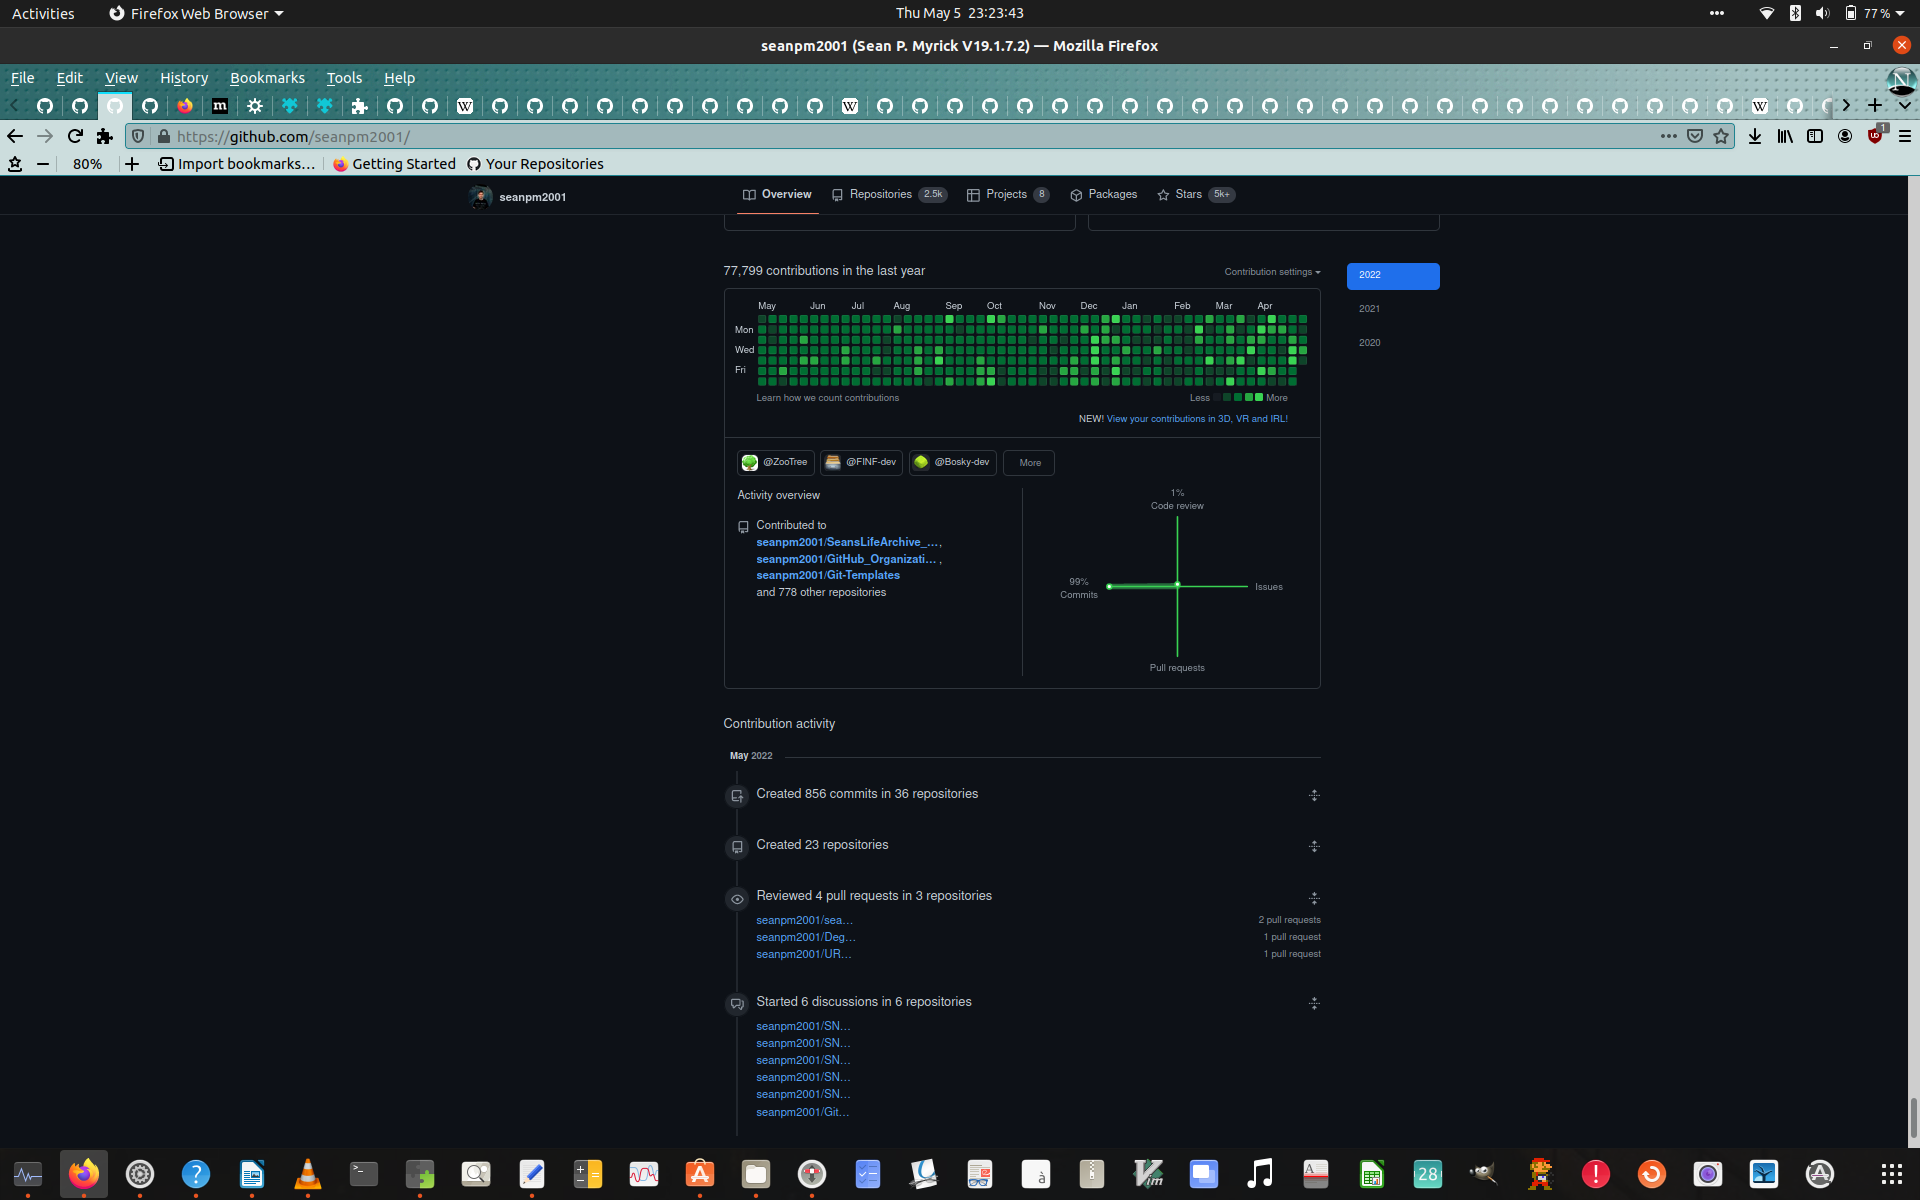 Activities
Firefox Web Browser
Thu May 5 23:23:43
77 %
seanpm2001 (Sean P. Myrick V19.1.7.2) — Mozilla Firefox
File Edit View History Bookmarks Tools Help
https://github.com/seanpm2001/
1
80%
Import bookmarks...
Getting Started
Your Repositories
seanpm2001
Overview
Repositories 2.5k
Projects 8
Packages
Stars 5k+
77,799 contributions in the last year
Contribution settings
2022
2021
2020
May Jun Jul Aug Sep Oct Nov Dec Jan Feb Mar Apr
Mon
Wed
Fri
Learn how we count contributions
Less More
NEW! View your contributions in 3D, VR and IRL!
@ZooTree
@FINF-dev
@Bosky-dev
More
Activity overview
Contributed to
seanpm2001/SeansLifeArchive_...,
seanpm2001/GitHub_Organizati... ,
seanpm2001/Git-Templates
and 778 other repositories
1%
Code review
99%
Commits
Issues
Pull requests
Contribution activity
May 2022
Created 856 commits in 36 repositories
Created 23 repositories
Reviewed 4 pull requests in 3 repositories
seanpm2001/sea... 2 pull requests
seanpm2001/Deg... 1 pull request
seanpm2001/UR... 1 pull request
Started 6 discussions in 6 repositories
seanpm2001/SN...
seanpm2001/SN...
seanpm2001/SN...
seanpm2001/SN...
seanpm2001/SN...
seanpm2001/Git...
28